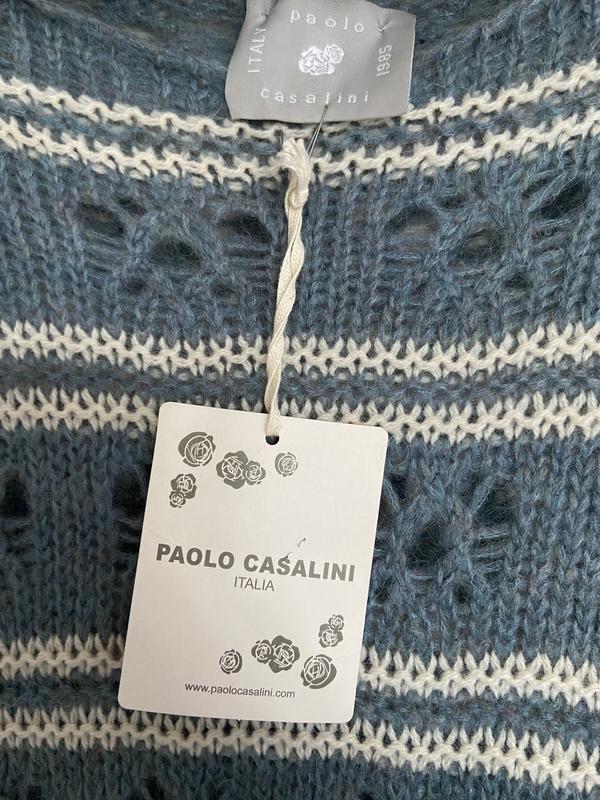 paolo
ITALY
1985
casalini
PAOLO CASALINI
ITALIA
www.paolocasalini.com